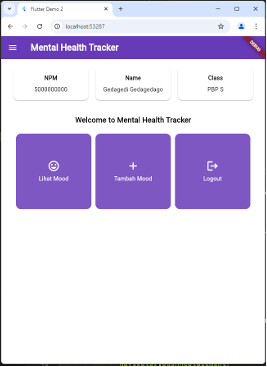 Flutter Demo 2
localhost:53287
Mental Health Tracker
DEBUG
NPM
Name
Class
5000000000
Gedagedi Gedagedago
PBP S
Welcome to Mental Health Tracker
Lihat Mood
Tambah Mood
Logout